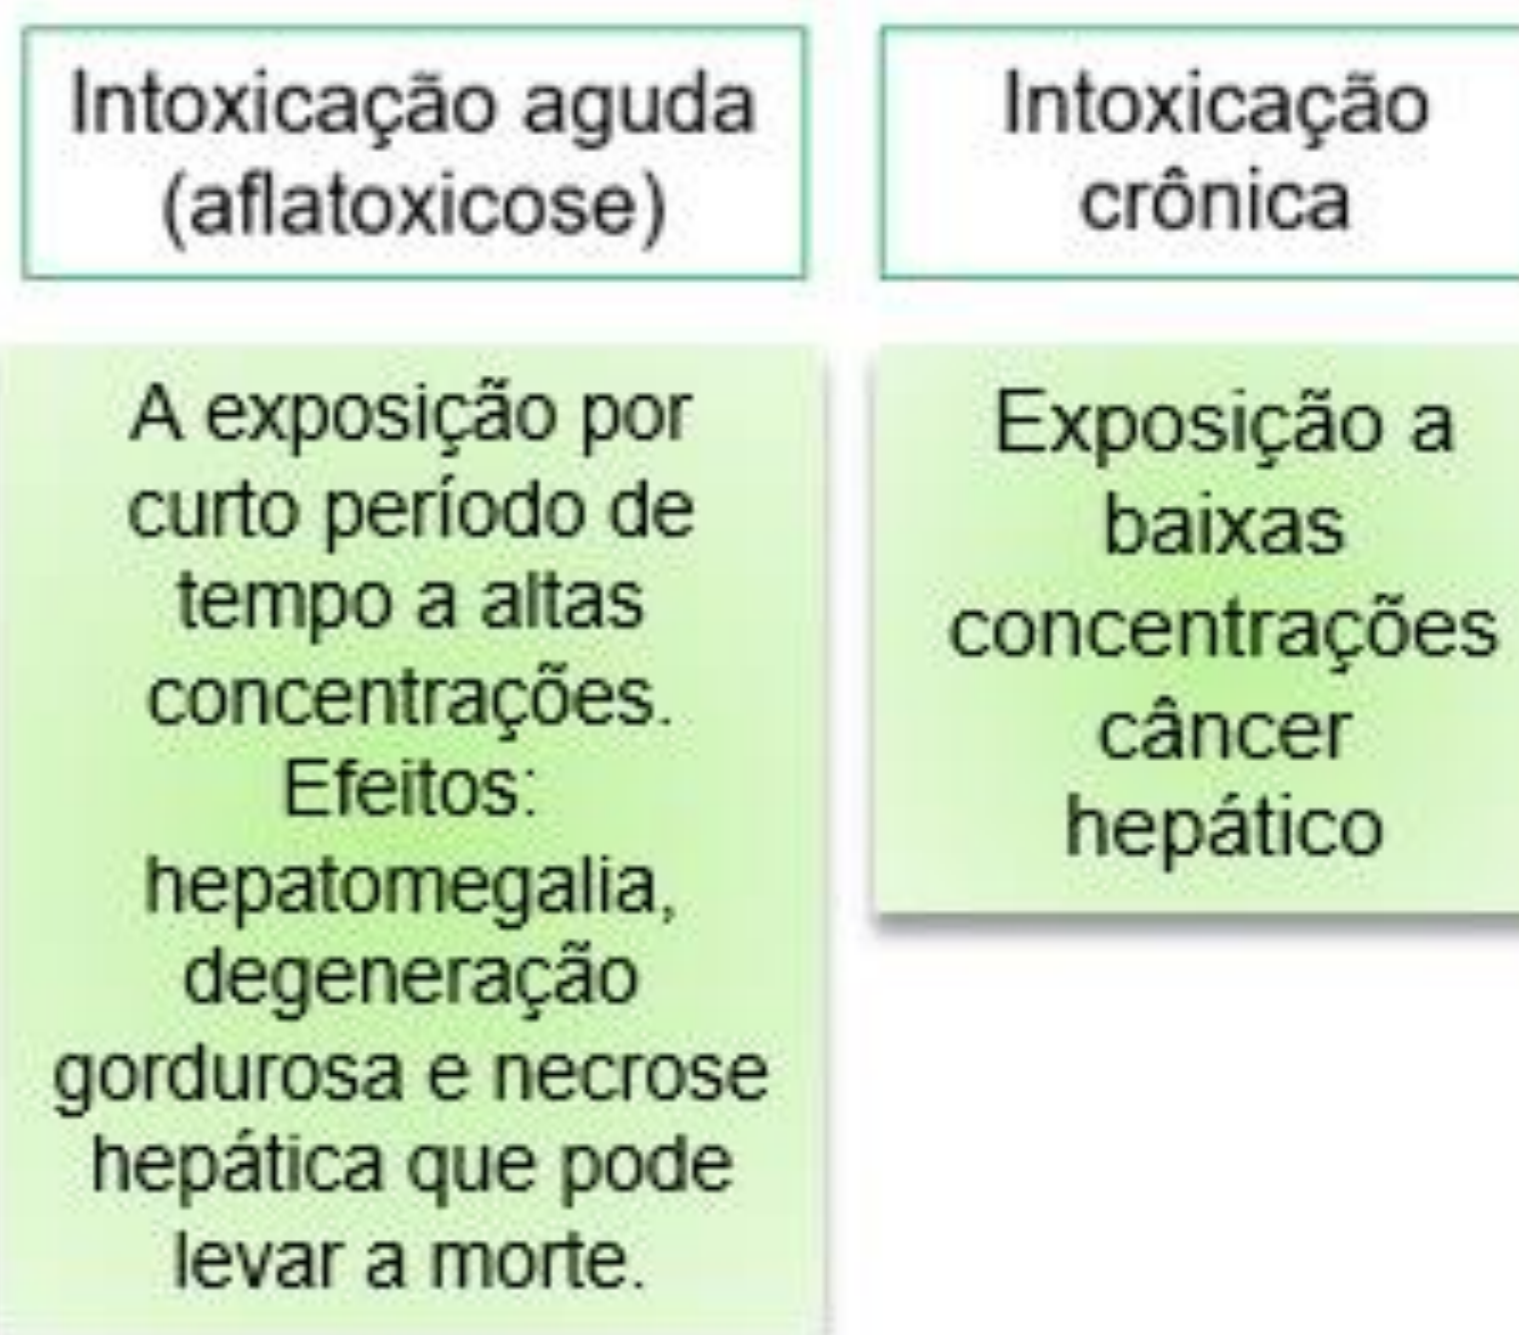 Intoxicação aguda
(aflatoxicose)
Intoxicação
crônica
A exposição por
curto período de
tempo a altas
concentrações.
Efeitos:
hepatomegalia,
degeneração
gordurosa e necrose
hepática que pode
levar a morte.
Exposição a
baixas
concentrações
câncer
hepático